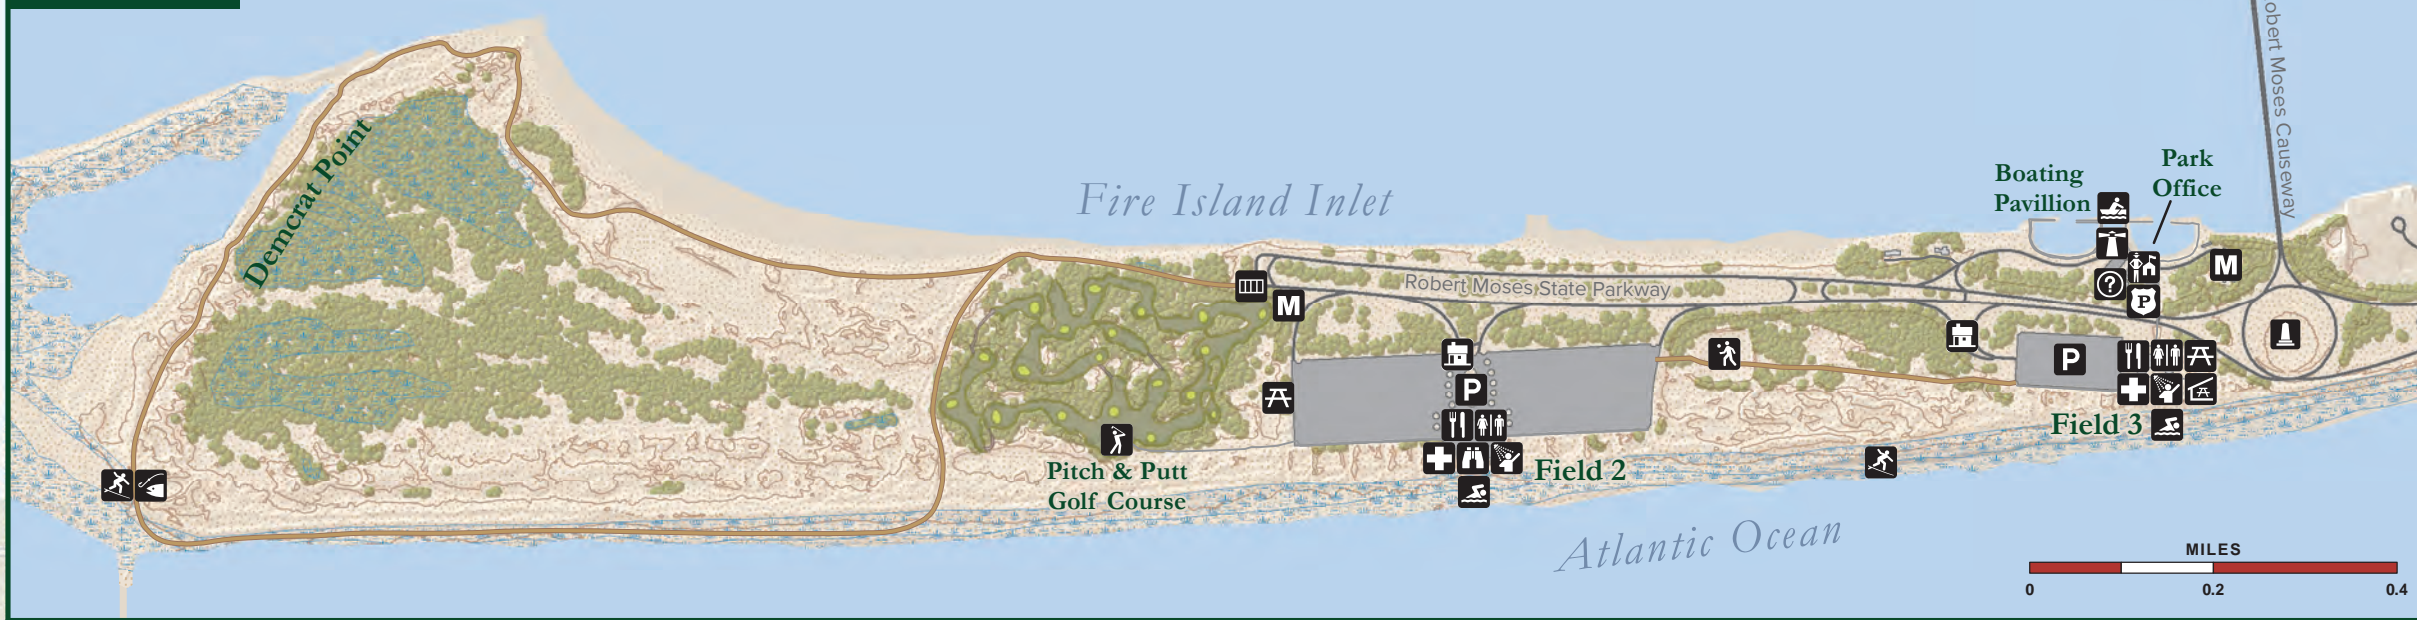 Demcrat Point
Fire Island Inlet
Robert Moses State Parkway
Boating
Pavillion
Park
Office
obert Moses Causeway
M
M
?
P
P
P
Pitch & Putt
Golf Course
Field 2
Field 3
Atlantic Ocean
MILES
0 0.2 0.4